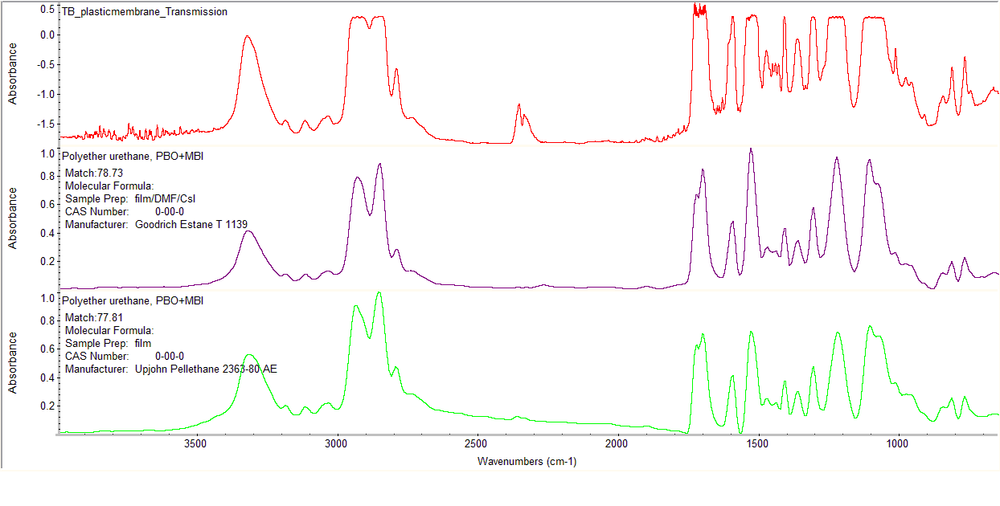 TB_plasticmembrane_Transmission
0.5
0.0
-0.5
-1.0
-1.5
Absorbance
Polyether urethane, PBO+MBI
Match:78.73
Molecular Formula:
Sample Prep: film/DMF/CsI
CAS Number: 0-00-0
Manufacturer: Goodrich Estane T 1139
1.0
0.8
0.6
0.4
0.2
Absorbance
Polyether urethane, PBO+MBI
Match:77.81
Molecular Formula:
Sample Prep: film
CAS Number: 0-00-0
Manufacturer: Upjohn Pellethane 2363-80 AE
1.0
0.8
0.6
0.4
0.2
Absorbance
3500 3000 2500 2000 1500 1000
Wavenumbers (cm-1)